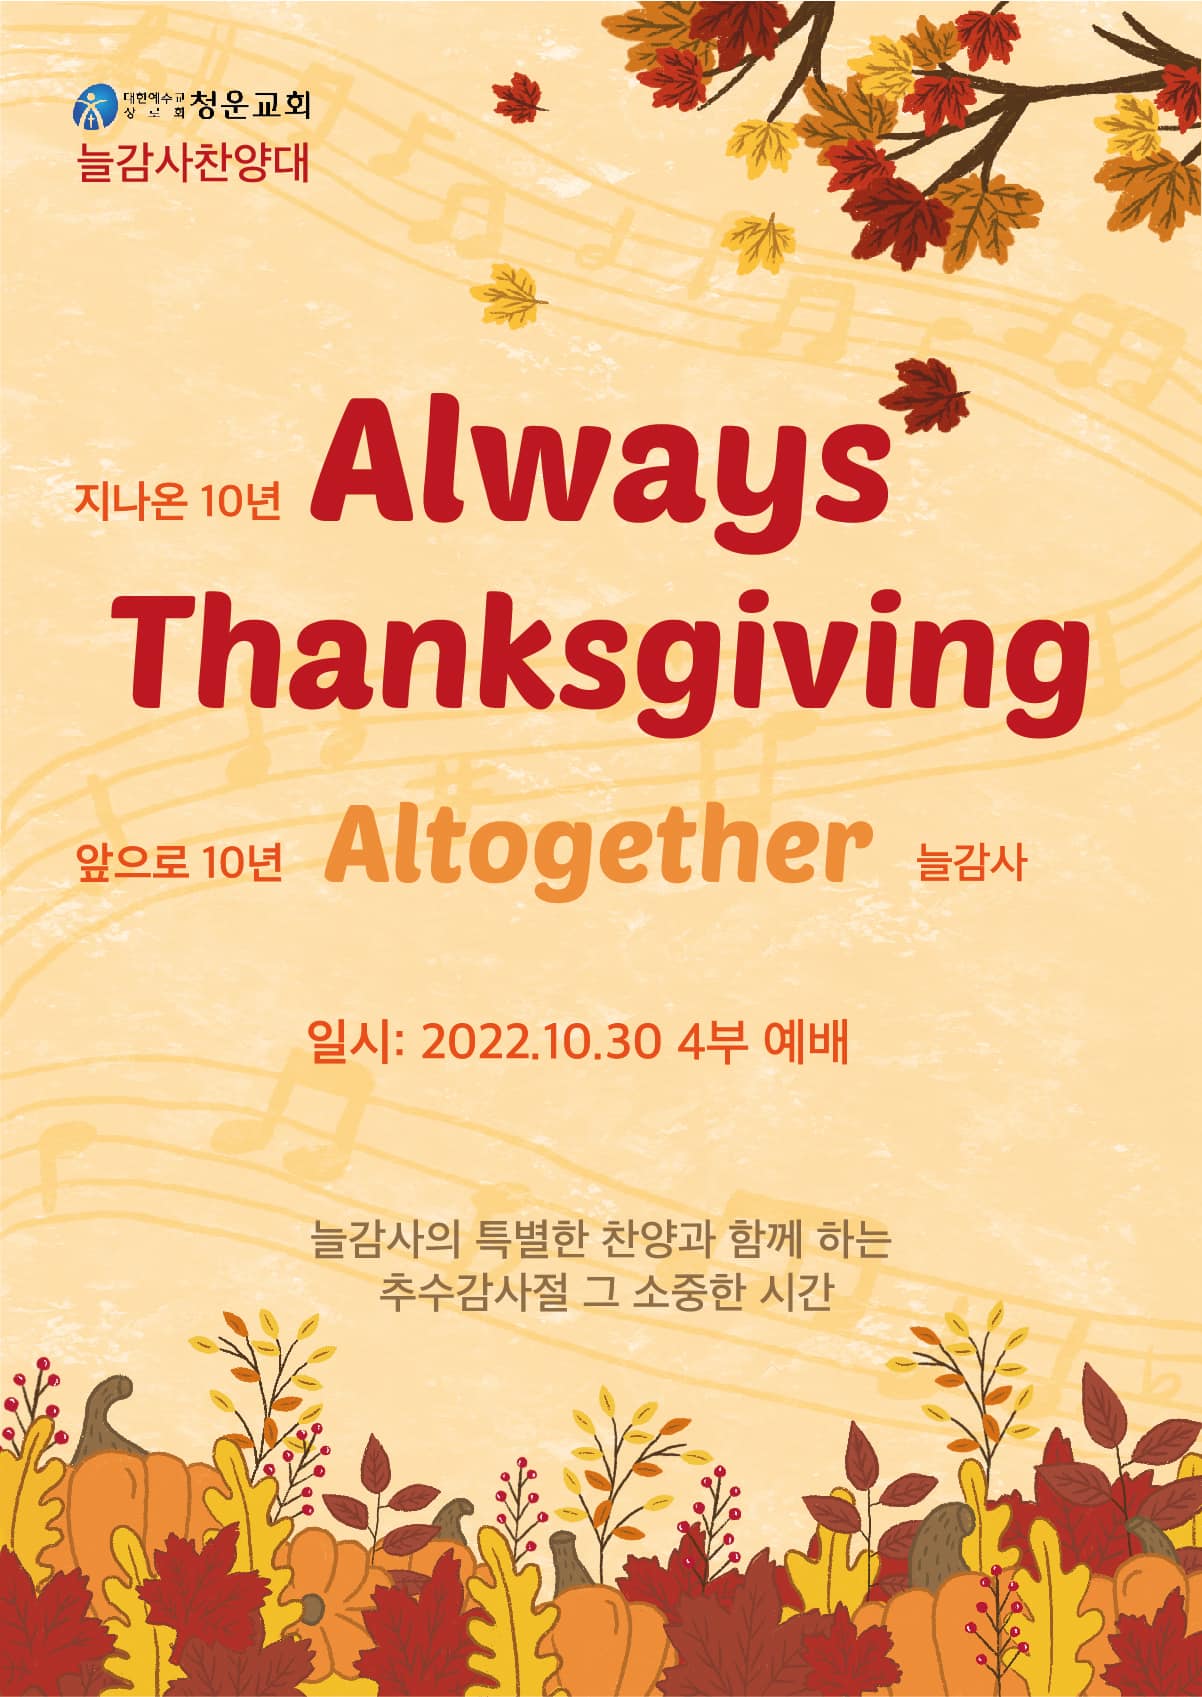 대한예수교
장로회 청운교회
늘감사찬양대
지나온 10년 Always
Thanksgiving
앞으로 10년 Altogether 늘감사
일시: 2022.10.30 4부 예배
늘감사의 특별한 찬양과 함께 하는
추수감사절 그 소중한 시간